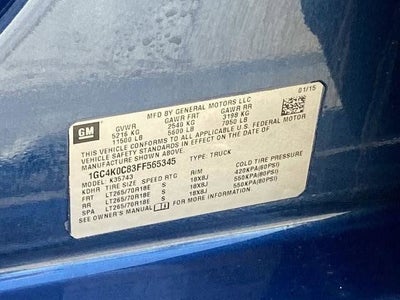 GM
MFD BY GENERAL MOTORS LLC
01/15
GVWR GAWR FRT GAWR RR
5216 KG 2540 KG 3198 KG
11500 LB 5600 LB 7050 LB
THIS VEHICLE CONFORMS TO ALL APPLICABLE U.S. FEDERAL MOTOR
VEHICLE SAFETY STANDARDS IN EFFECT ON THE DATE OF
MANUFACTURE SHOWN ABOVE.
1GC4K0C83FF555345 TYPE: TRUCK
MODEL: K35743
KDHR TIRE SIZE SPEED RTG RIM COLD TIRE PRESSURE
FRT LT265/70R18E S 18X8J 420KPA(60PSI)
RR LT265/70R18E S 18X8J 550KPA(80PSI)
SPA LT265/70R18E S 18X8J 550KPA(80PSI)
SEE OWNER'S MANUAL FOR MORE INFORMATION.